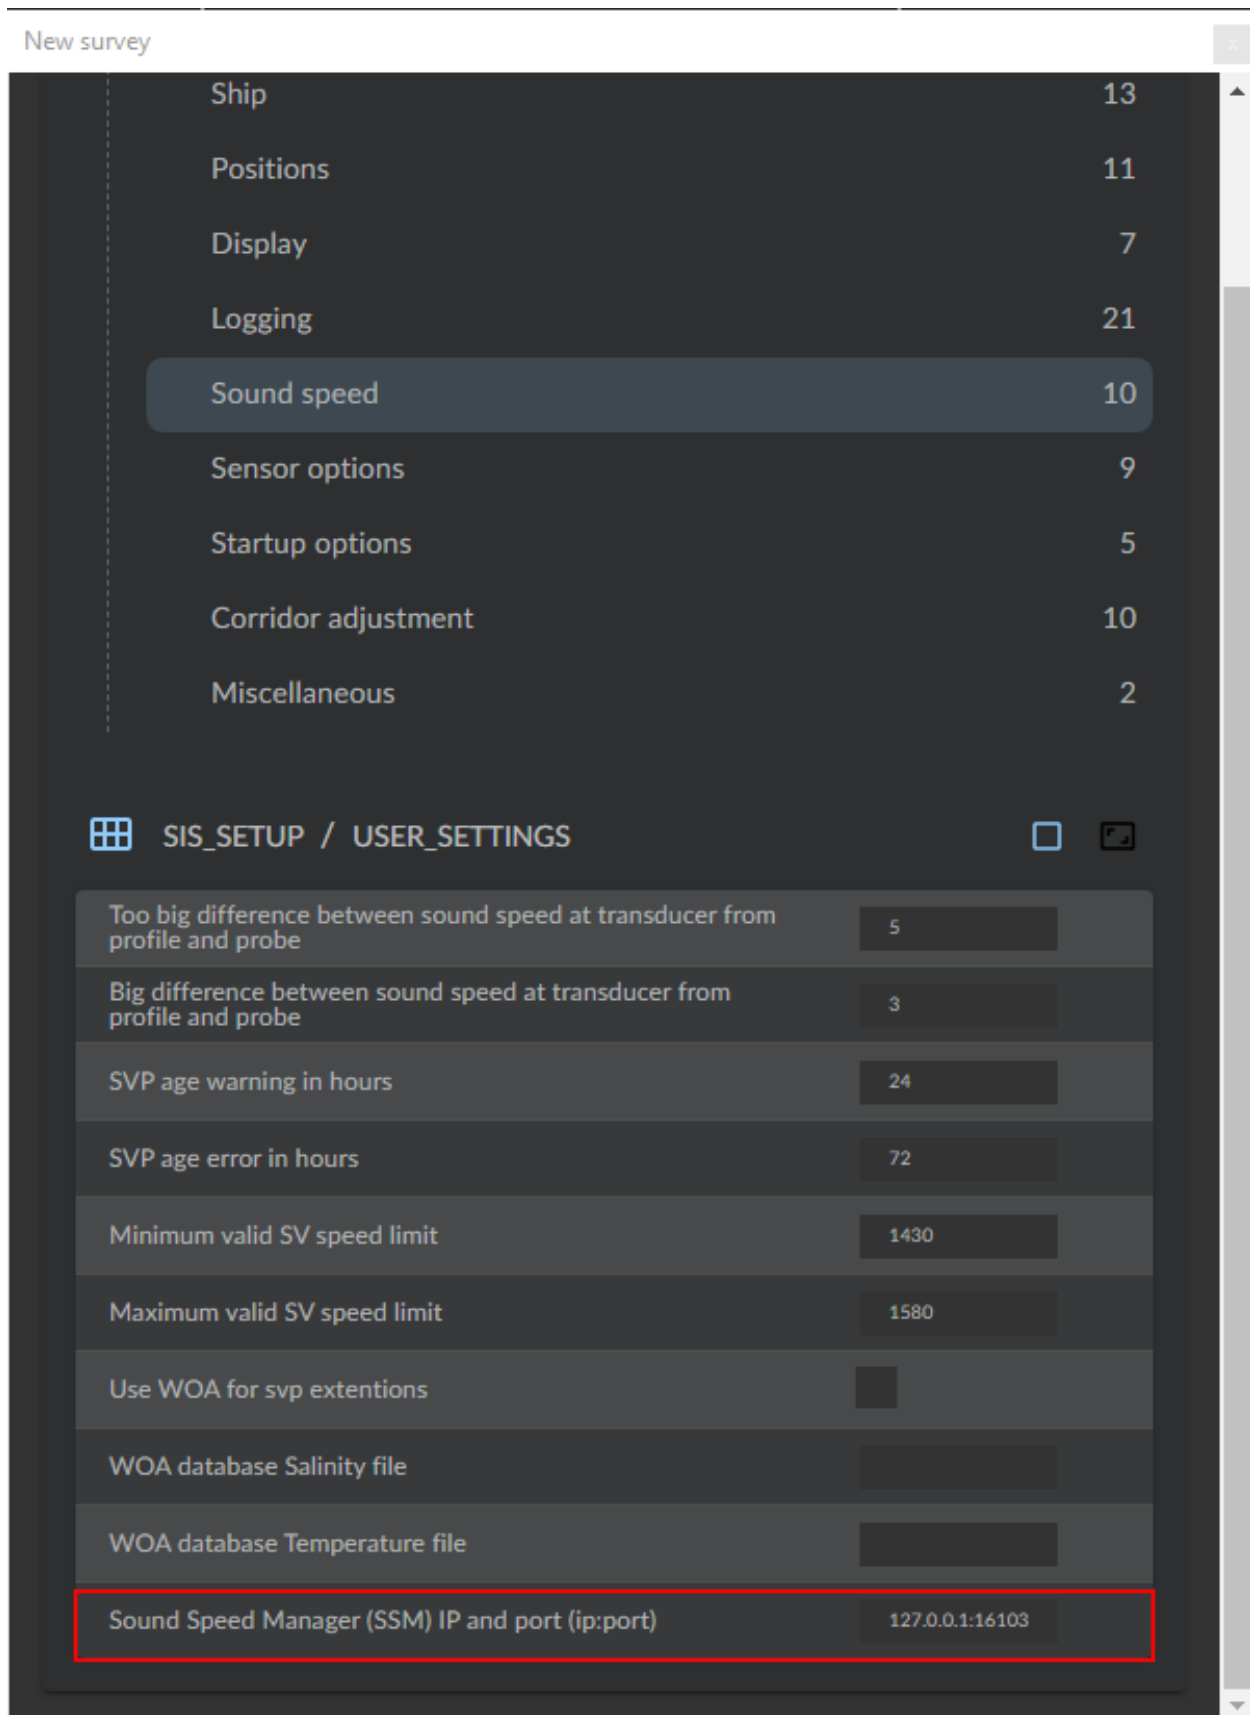 New survey
x
Ship 13
Positions 11
Display 7
Logging 21
Sound speed 10
Sensor options 9
Startup options 5
Corridor adjustment 10
Miscellaneous 2
SIS_SETUP / USER_SETTINGS
Too big difference between sound speed at transducer from
profile and probe
5
Big difference between sound speed at transducer from
profile and probe
3
SVP age warning in hours 24
SVP age error in hours 72
Minimum valid SV speed limit 1430
Maximum valid SV speed limit 1580
Use WOA for svp extentions
WOA database Salinity file
WOA database Temperature file
Sound Speed Manager (SSM) IP and port (ip:port) 127.0.0.1:16103